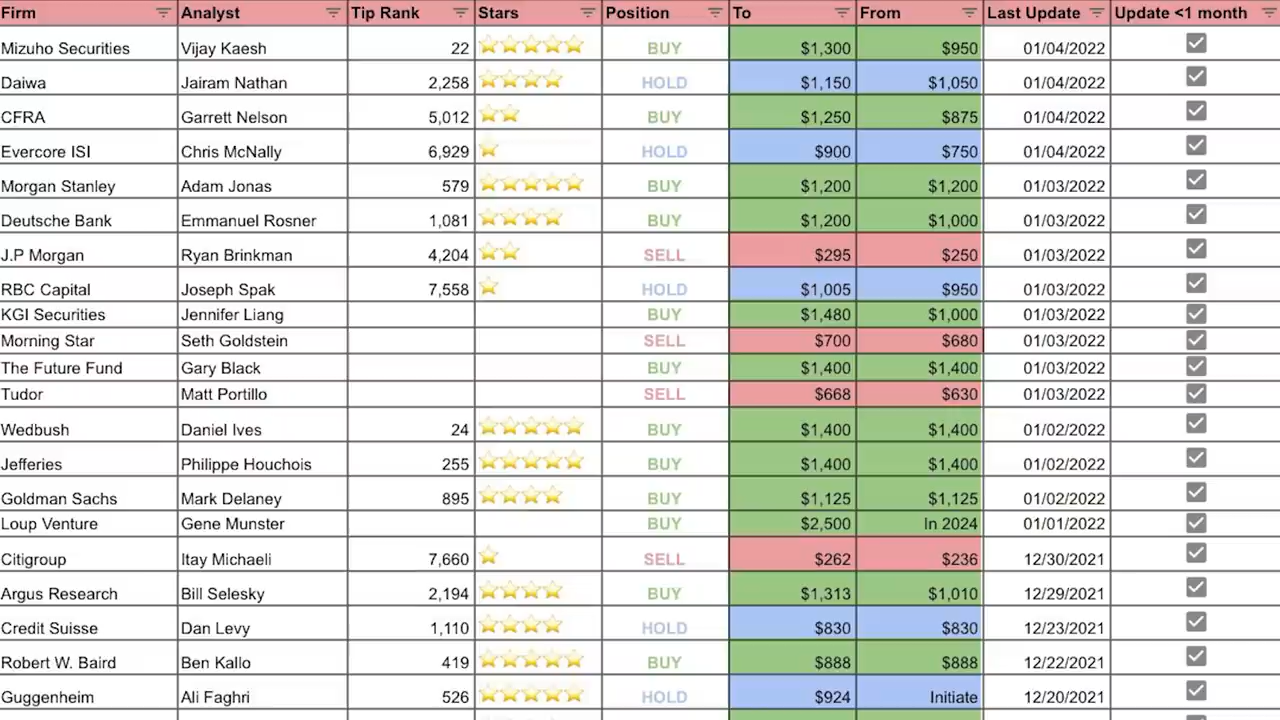 Firm Analyst Tip Rank Stars Position To From Last Update Update <1 month
Mizuho Securities Vijay Kaesh 22 BUY $1,300 $950 01/04/2022
Daiwa Jairam Nathan 2,258 HOLD $1,150 $1,050 01/04/2022
CFRA Garrett Nelson 5,012 BUY $1,250 $875 01/04/2022
Evercore ISI Chris McNally 6,929 HOLD $900 $750 01/04/2022
Morgan Stanley Adam Jonas 579 BUY $1,200 $1,200 01/03/2022
Deutsche Bank Emmanuel Rosner 1,081 BUY $1,200 $1,000 01/03/2022
J.P Morgan Ryan Brinkman 4,204 SELL $295 $250 01/03/2022
RBC Capital Joseph Spak 7,558 HOLD $1,005 $950 01/03/2022
KGI Securities Jennifer Liang BUY $1,480 $1,000 01/03/2022
Morning Star Seth Goldstein SELL $700 $680 01/03/2022
The Future Fund Gary Black BUY $1,400 $1,400 01/03/2022
Tudor Matt Portillo SELL $668 $630 01/03/2022
Wedbush Daniel Ives 24 BUY $1,400 $1,400 01/02/2022
Jefferies Philippe Houchois 255 BUY $1,400 $1,400 01/02/2022
Goldman Sachs Mark Delaney 895 BUY $1,125 $1,125 01/02/2022
Loup Venture Gene Munster BUY $2,500 In 2024 01/01/2022
Citigroup Itay Michaeli 7,660 SELL $262 $236 12/30/2021
Argus Research Bill Selesky 2,194 BUY $1,313 $1,010 12/29/2021
Credit Suisse Dan Levy 1,110 HOLD $830 $830 12/23/2021
Robert W. Baird Ben Kallo 419 BUY $888 $888 12/22/2021
Guggenheim Ali Faghri 526 HOLD $924 Initiate 12/20/2021